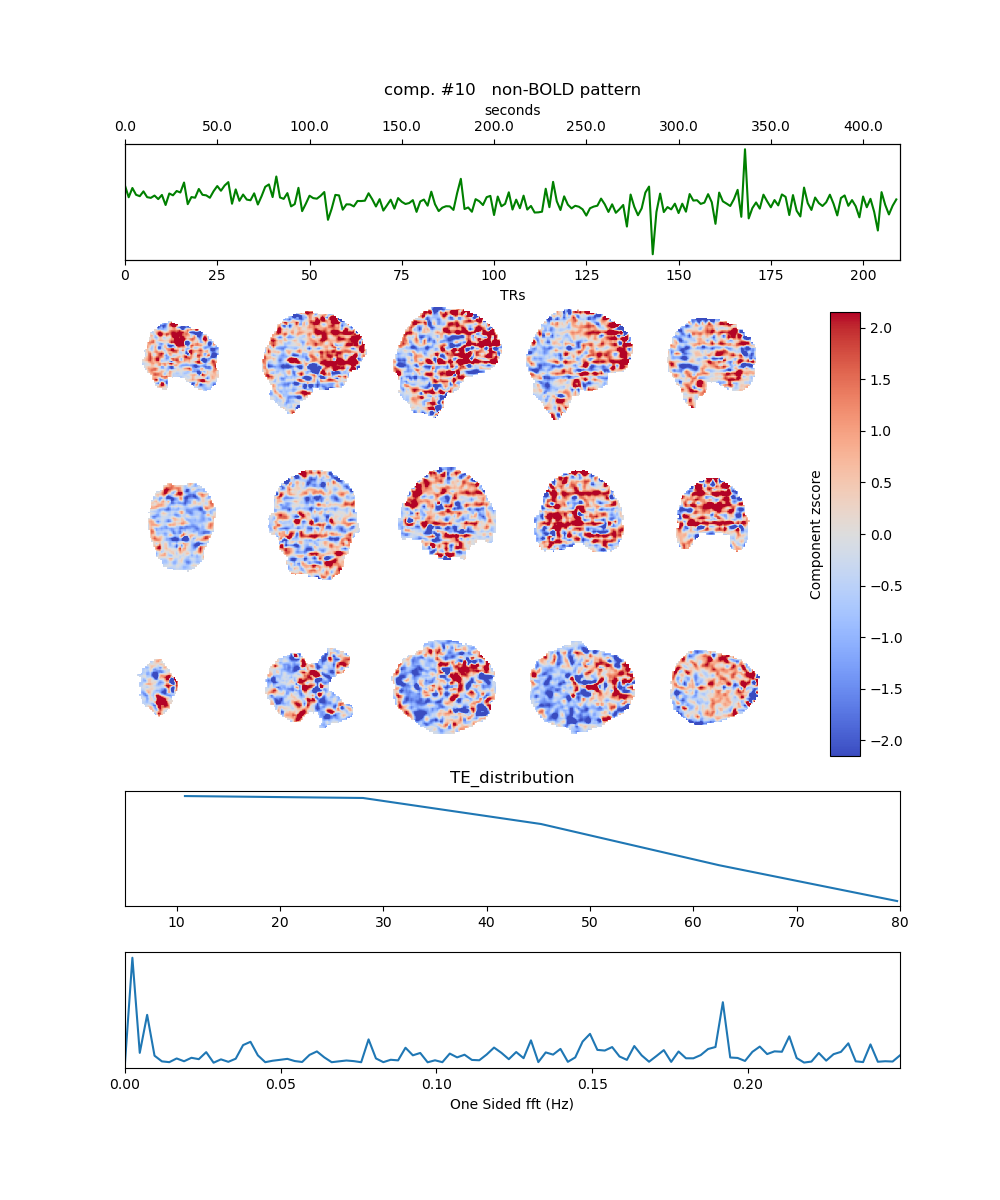 comp. #10   non-BOLD pattern
seconds
0.0 50.0 100.0 150.0 200.0 250.0 300.0 350.0 400.0
0 25 50 75 100 125 150 175 200
TRs
2.0
1.5
1.0
0.5
0.0
−0.5
−1.0
−1.5
−2.0
Component zscore
TE_distribution
10 20 30 40 50 60 70 80
0.00 0.05 0.10 0.15 0.20
One Sided fft (Hz)